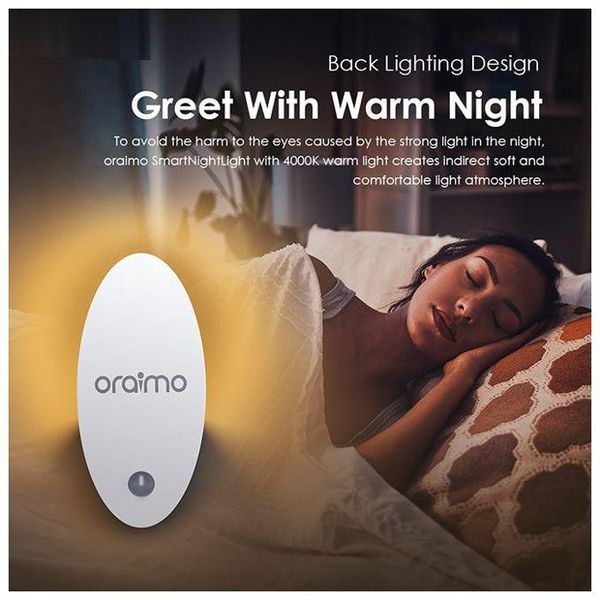 Back Lighting Design
Greet With Warm Night
To avoid the harm to the eyes caused by the strong light in the night,
oraimo SmartNightLight with 4000K warm light creates indirect soft and
comfortable light atmosphere.
oraimo